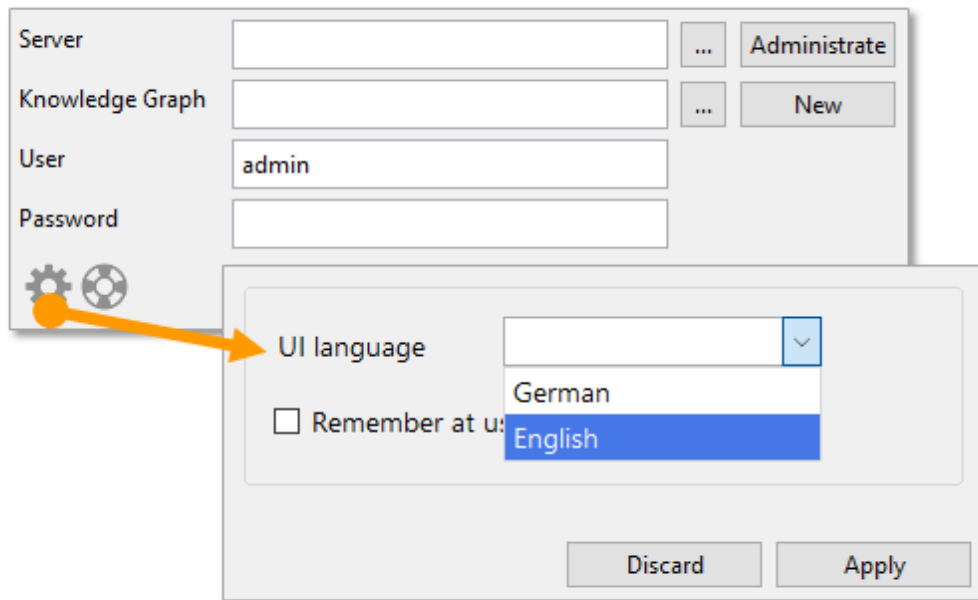 Server ... Administrate
Knowledge Graph ... New
User admin
Password
UI language
German
Remember at
English
Discard Apply